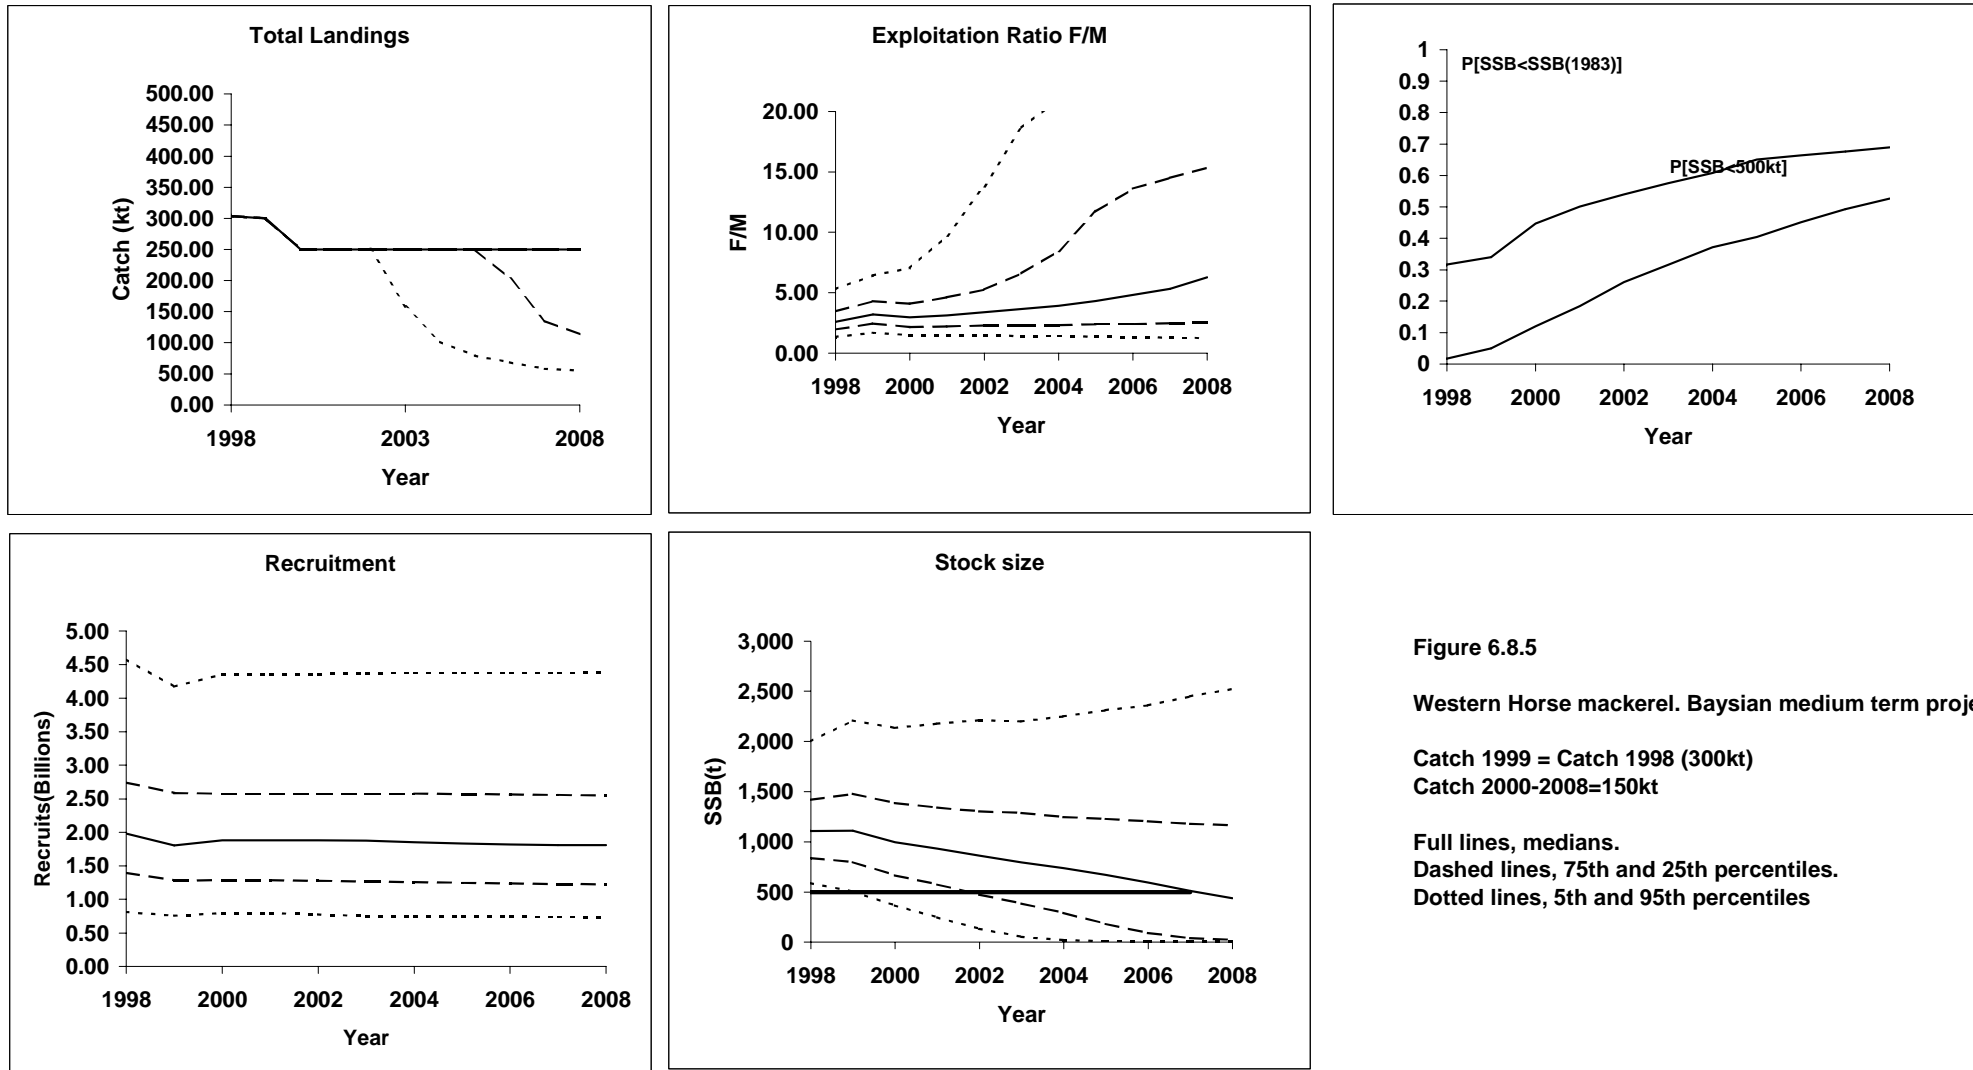 Total Landings
500.00
450.00
400.00
350.00
300.00
250.00
200.00
150.00
100.00
50.00
0.00
Catch (kt)
1998 2003 2008
Year
Exploitation Ratio F/M
20.00
15.00
10.00
5.00
0.00
F/M
1998 2000 2002 2004 2006 2008
Year
1
0.9
0.8
0.7
0.6
0.5
0.4
0.3
0.2
0.1
0
P[SSB<SSB(1983)]
P[SSB<500kt]
1998 2000 2002 2004 2006 2008
Year
Recruitment
5.00
4.50
4.00
3.50
3.00
2.50
2.00
1.50
1.00
0.50
0.00
Recruits(Billions)
1998 2000 2002 2004 2006 2008
Year
Stock size
3,000
2,500
2,000
1,500
1,000
500
0
SSB(t)
1998 2000 2002 2004 2006 2008
Year
Figure 6.8.5
Western Horse mackerel. Baysian medium term proje
Catch 1999 = Catch 1998 (300kt)
Catch 2000-2008=150kt
Full lines, medians.
Dashed lines, 75th and 25th percentiles.
Dotted lines, 5th and 95th percentiles